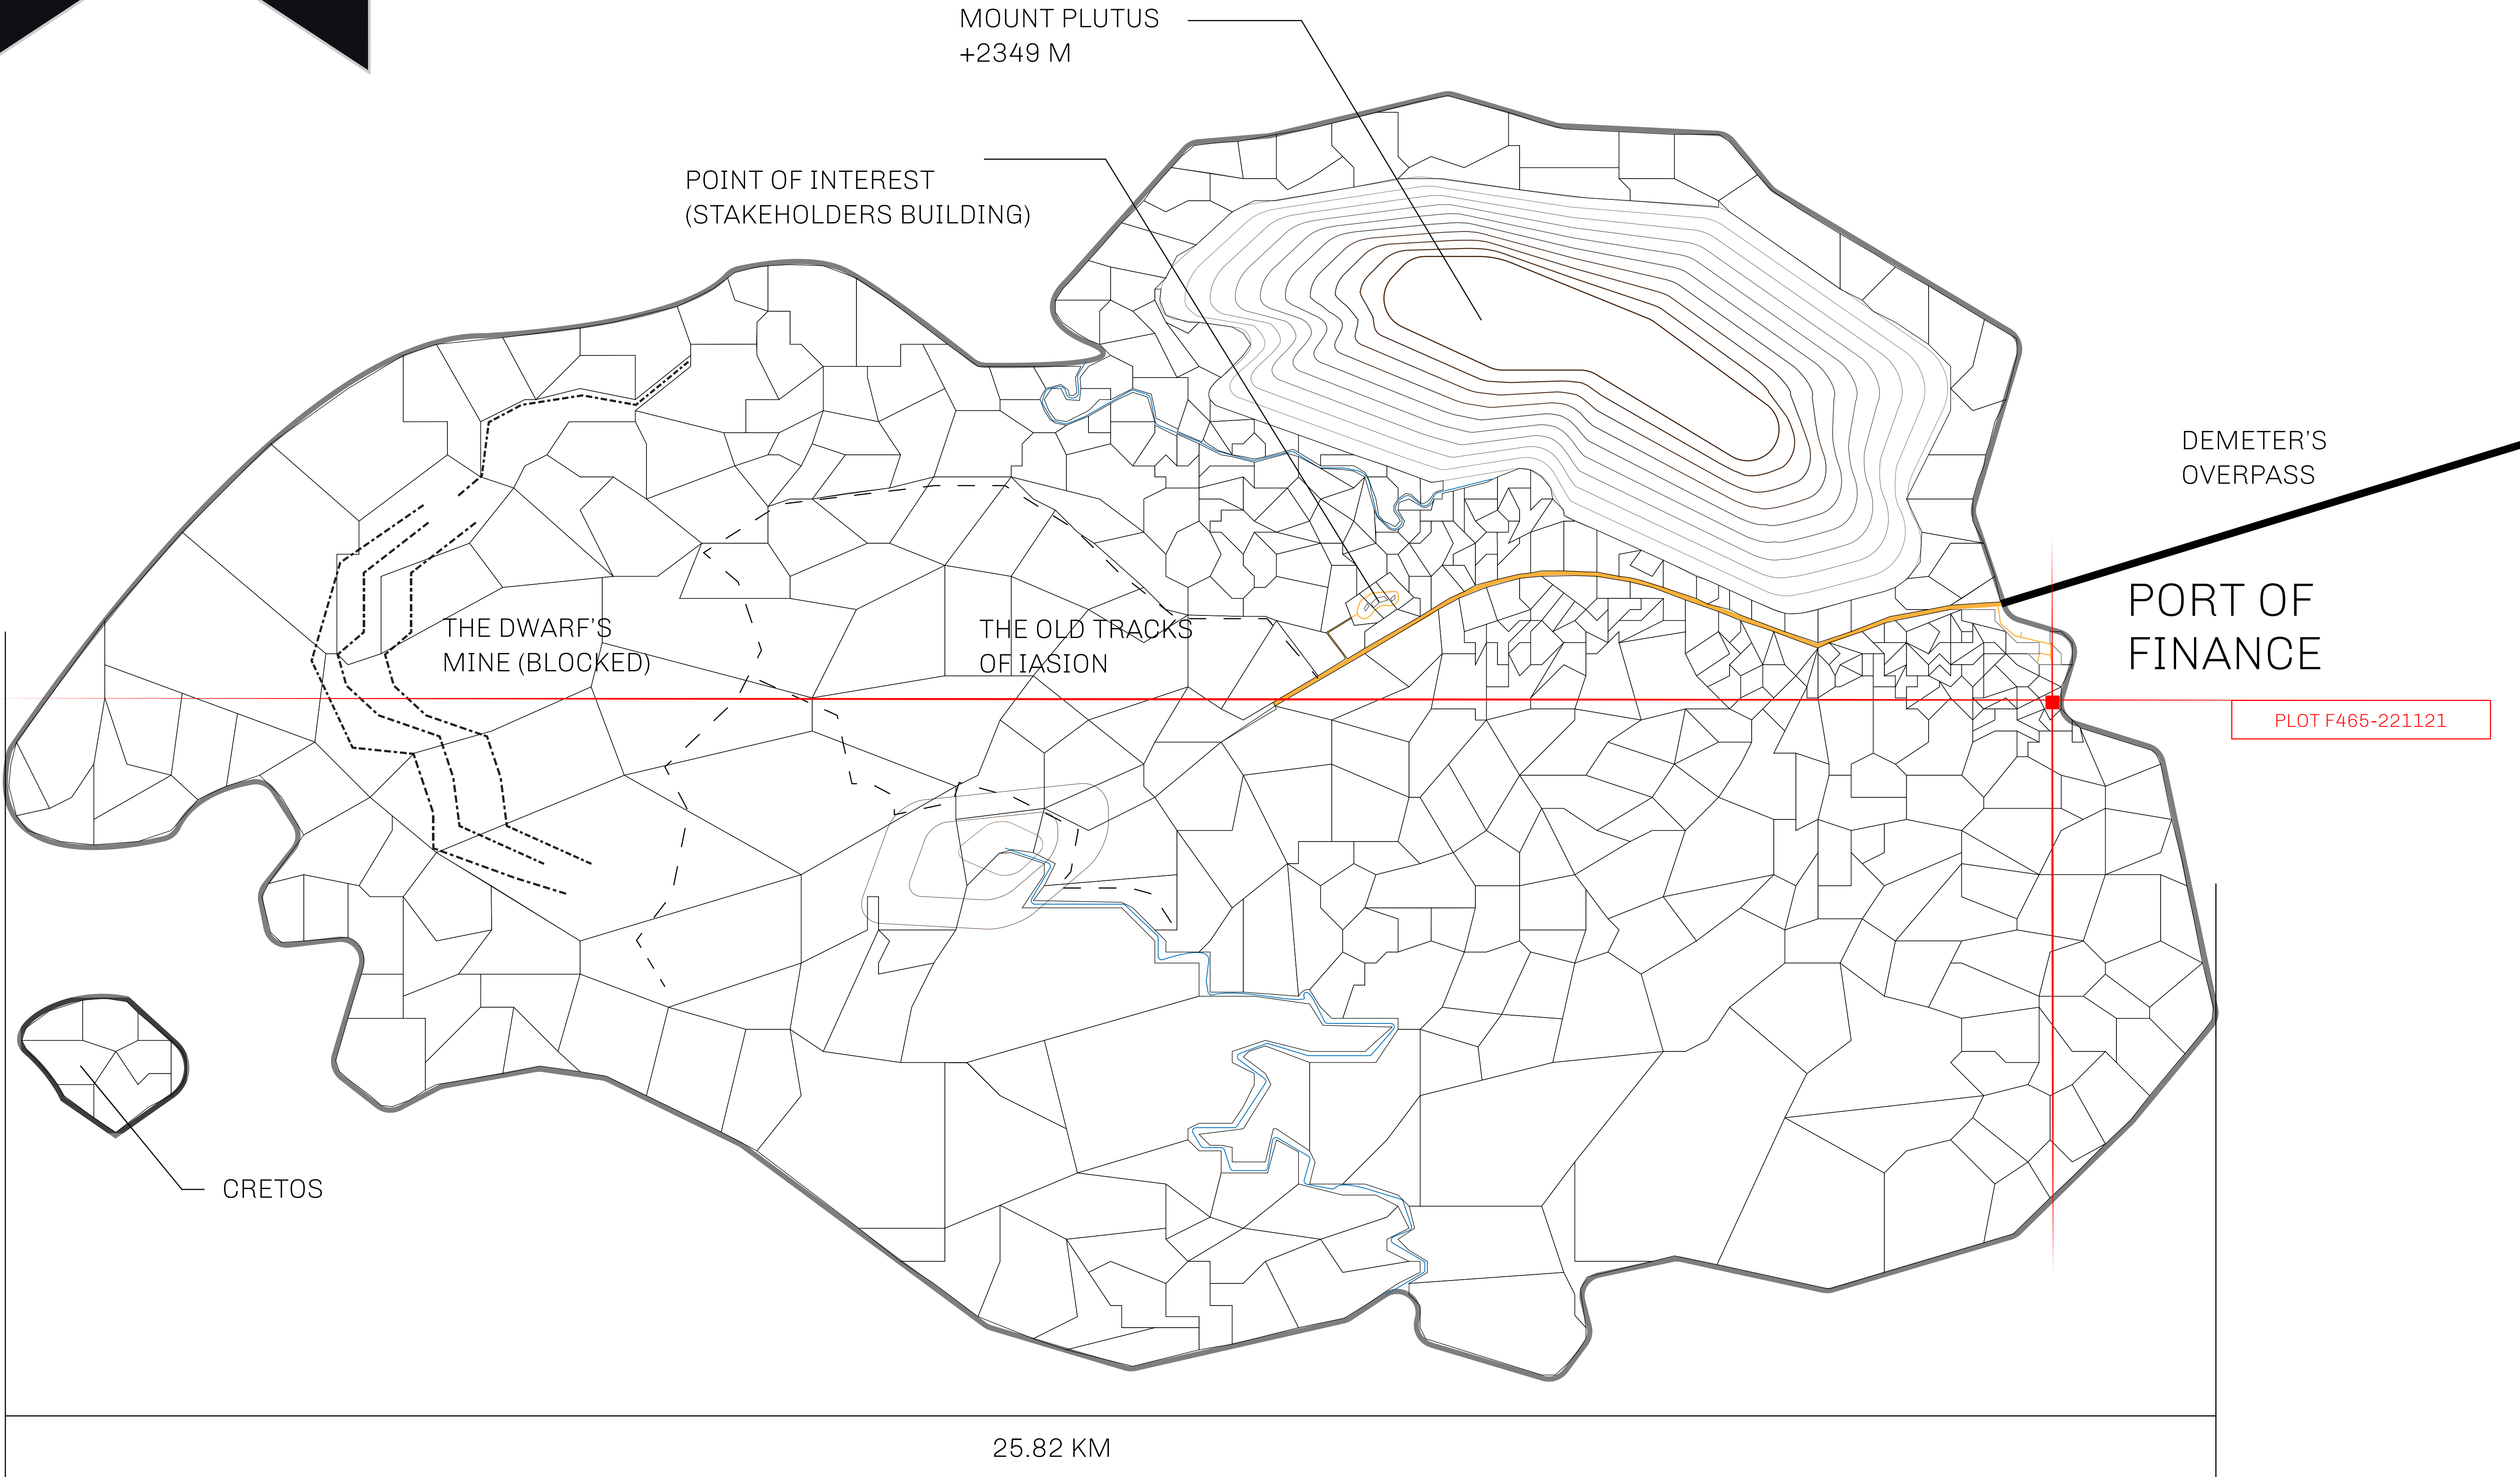 MOUNT PLUTUS
+2349 M
POINT OF INTEREST
(STAKEHOLDERS BUILDING)
DEMETER'S
OVERPASS
PORT OF
FINANCE
THE DWARF'S
MINE (BLOCKED)
THE OLD TRACKS
OF IASION
PLOT F465-221121
CRETOS
25.82 KM